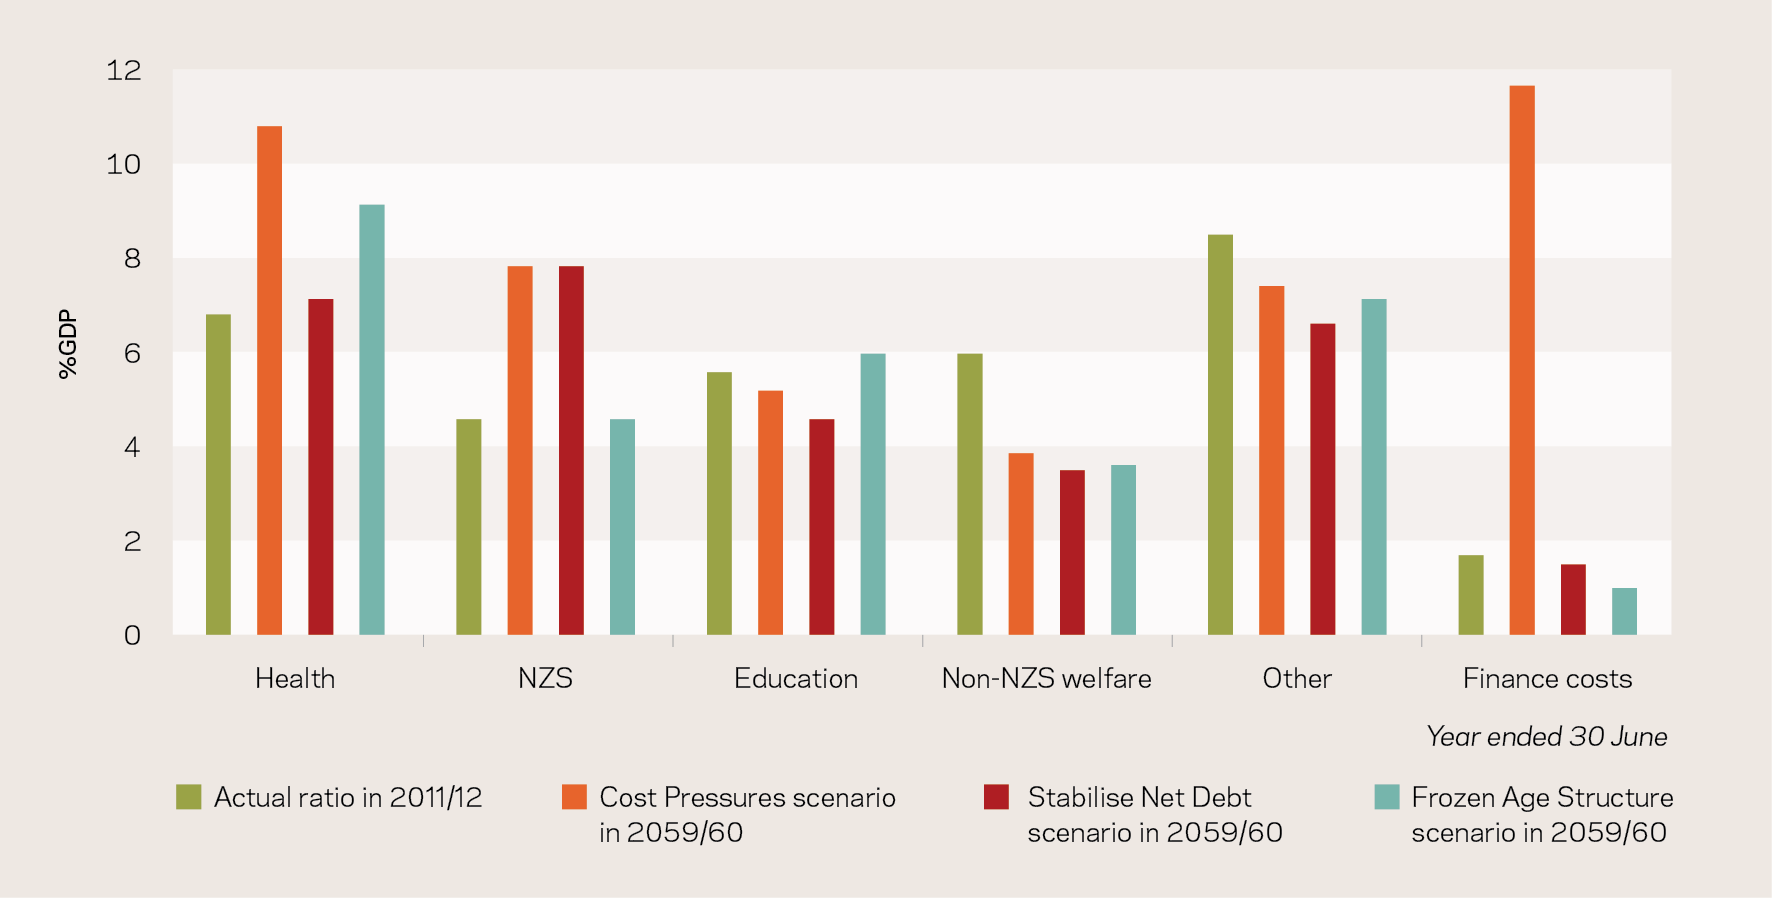 12
10
8
6
4
2
0
%GDP
Health
NZS
Education
Non-NZS welfare
Other
Finance costs
Year ended 30 June
Actual ratio in 2011/12
Cost Pressures scenario
in 2059/60
Stabilise Net Debt
scenario in 2059/60
Frozen Age Structure
scenario in 2059/60